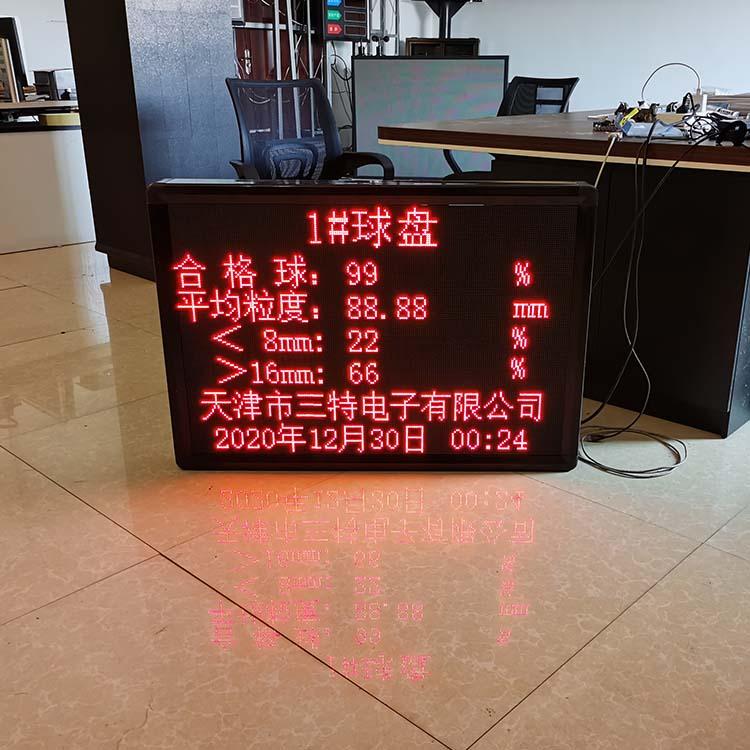 1#球盘
合格球: 99 %
平均粒度: 88.88 mm
< 8mm: 22 %
>16mm: 66 %
天津市三特电子有限公司
2020年12月30日 00:24